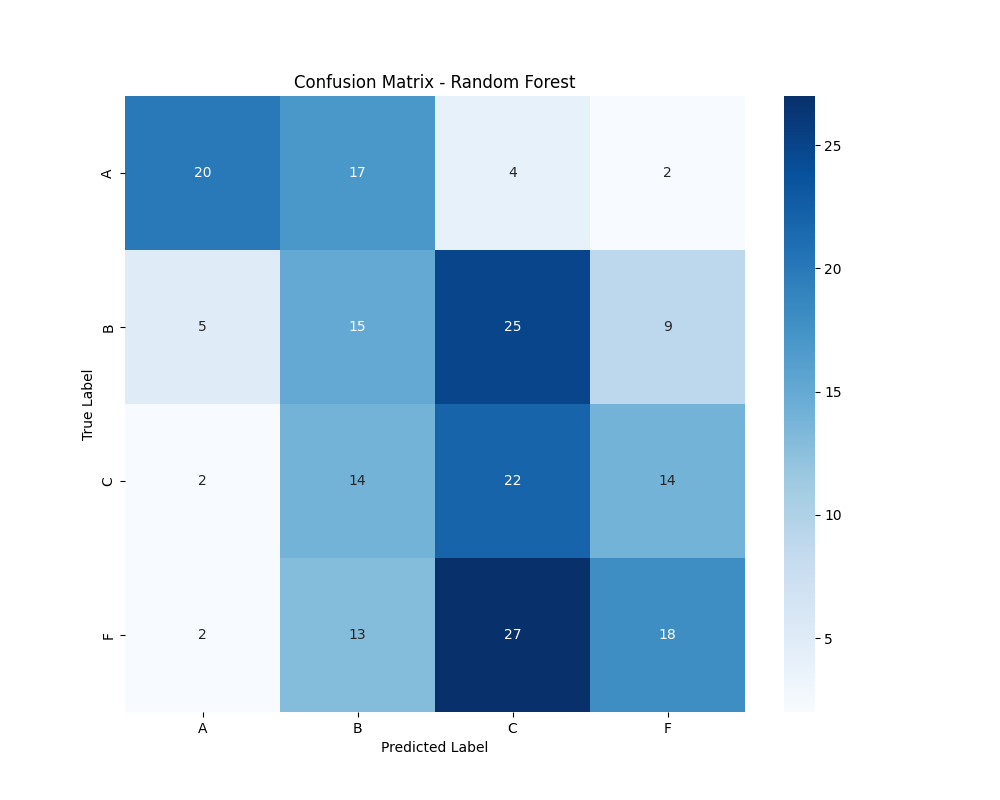 Confusion Matrix - Random Forest
A 20 17 4 2
B 5 15 25 9
C 2 14 22 14
F 2 13 27 18
A B C F
Predicted Label
True Label
25
20
15
10
5